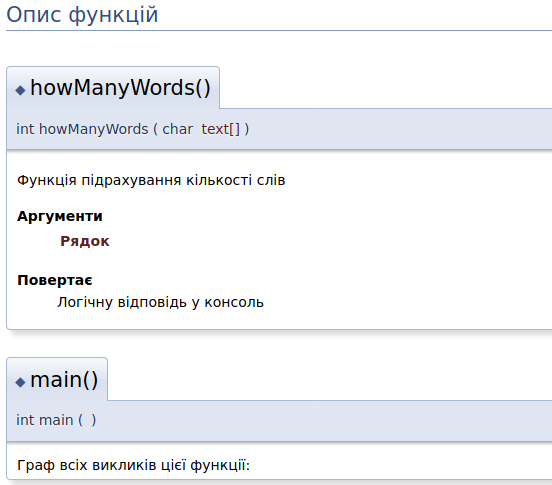 Опис функцій
◆ howManyWords()
int howManyWords ( char text[] )
Функція підрахування кількості слів
Аргументи
Рядок
Повертає
Логічну відповідь у консоль
◆ main()
int main ( )
Граф всіх викликів цієї функції: